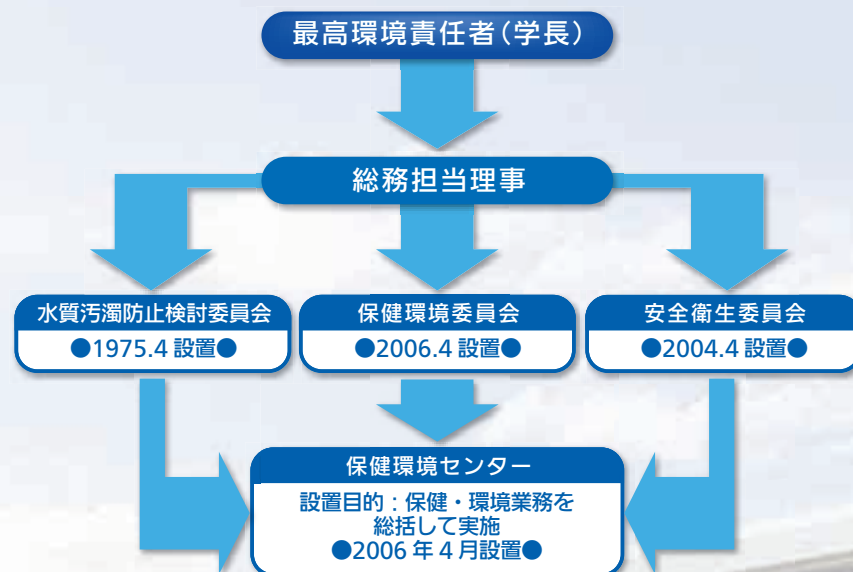 最高環境責任者(学長)
総務担当理事
水質汚濁防止検討委員会
●1975.4 設置●
保健環境委員会
●2006.4 設置●
安全衛生委員会
●2004.4 設置●
保健環境センター
設置目的：保健・環境業務を
総括して実施
●2006 年 4 月設置●